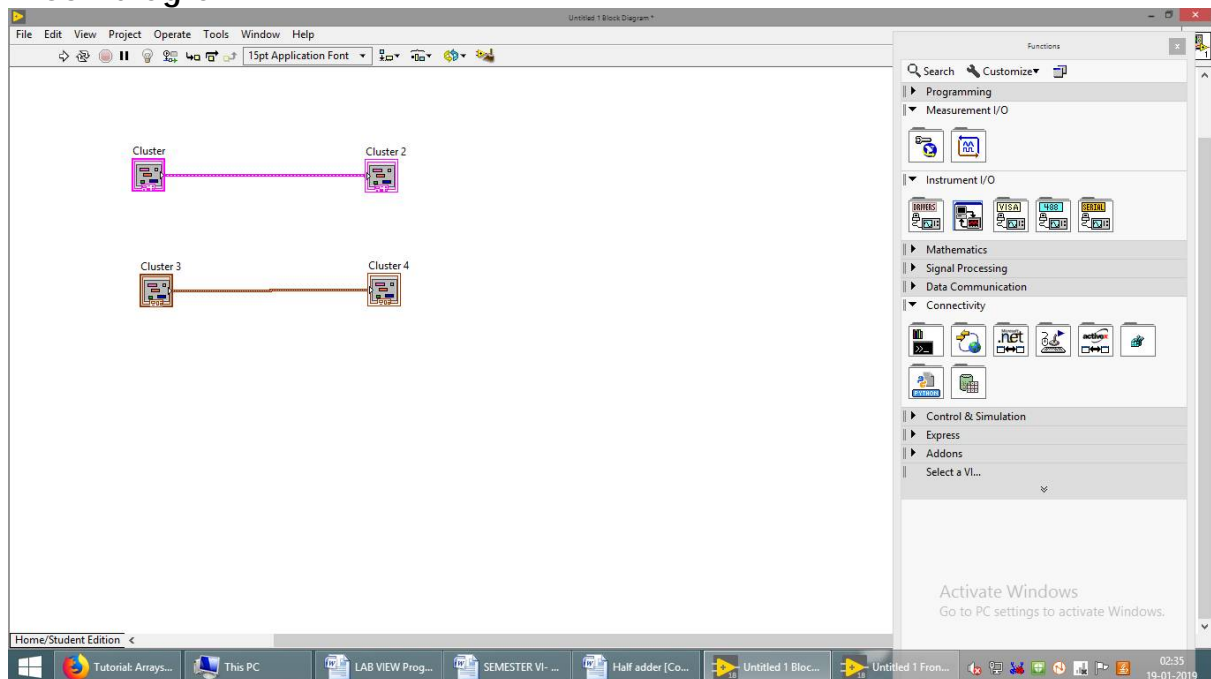 Untitled 1 Block Diagram *
File Edit View Project Operate Tools Window Help
15pt Application Font
Functions
Search Customize
Programming
Measurement I/O
Instrument I/O
DRIVERS VISA 488 SERIAL
Mathematics
Signal Processing
Data Communication
Connectivity
.net activex
PYTHON
Control & Simulation
Express
Addons
Select a VI...
Cluster Cluster 2
Cluster 3 Cluster 4
Activate Windows
Go to PC settings to activate Windows.
Home/Student Edition
Tutorial: Arrays... This PC LAB VIEW Prog... SEMESTER VI- ... Half adder [Co... Untitled 1 Bloc... Untitled 1 Fron... 02:35
19-01-2019